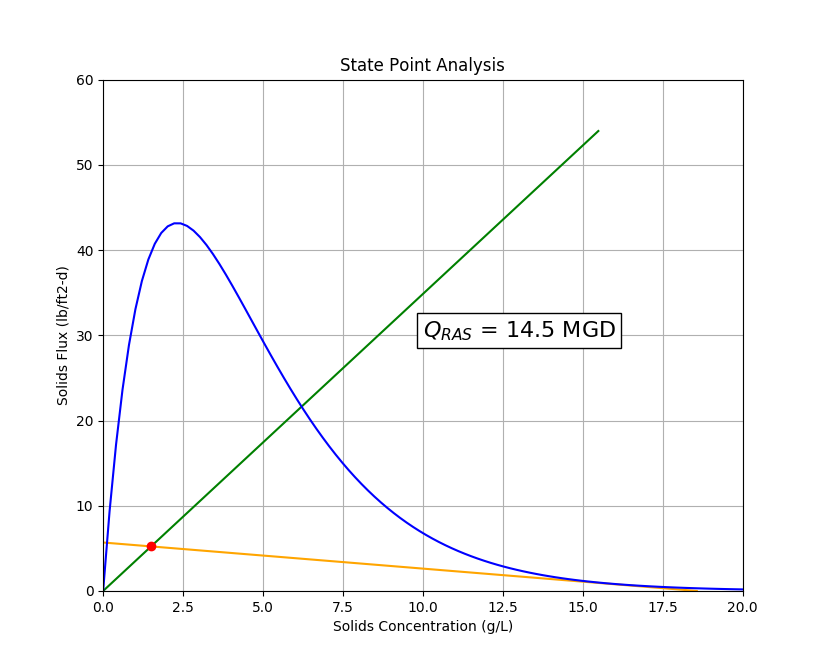 State Point Analysis
60
50
40
30
20
10
0
Solids Flux (lb/ft2-d)
Q_RAS = 14.5 MGD
0.0 2.5 5.0 7.5 10.0 12.5 15.0 17.5 20.0
Solids Concentration (g/L)